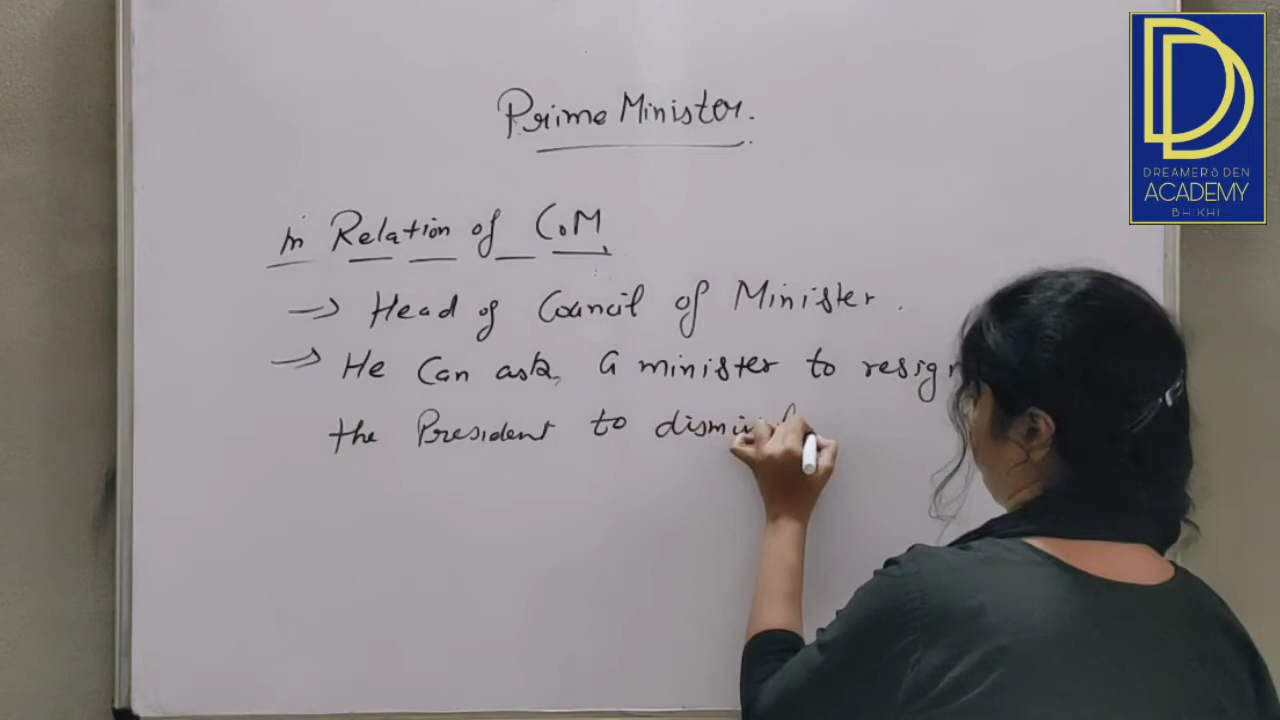 Prime Minister.
in Relation of CoM
→ Head of Council of Minister.
→ He Can ask, a minister to resign
the President to dismi
DREAMERS DEN
ACADEMY
BHIKHI